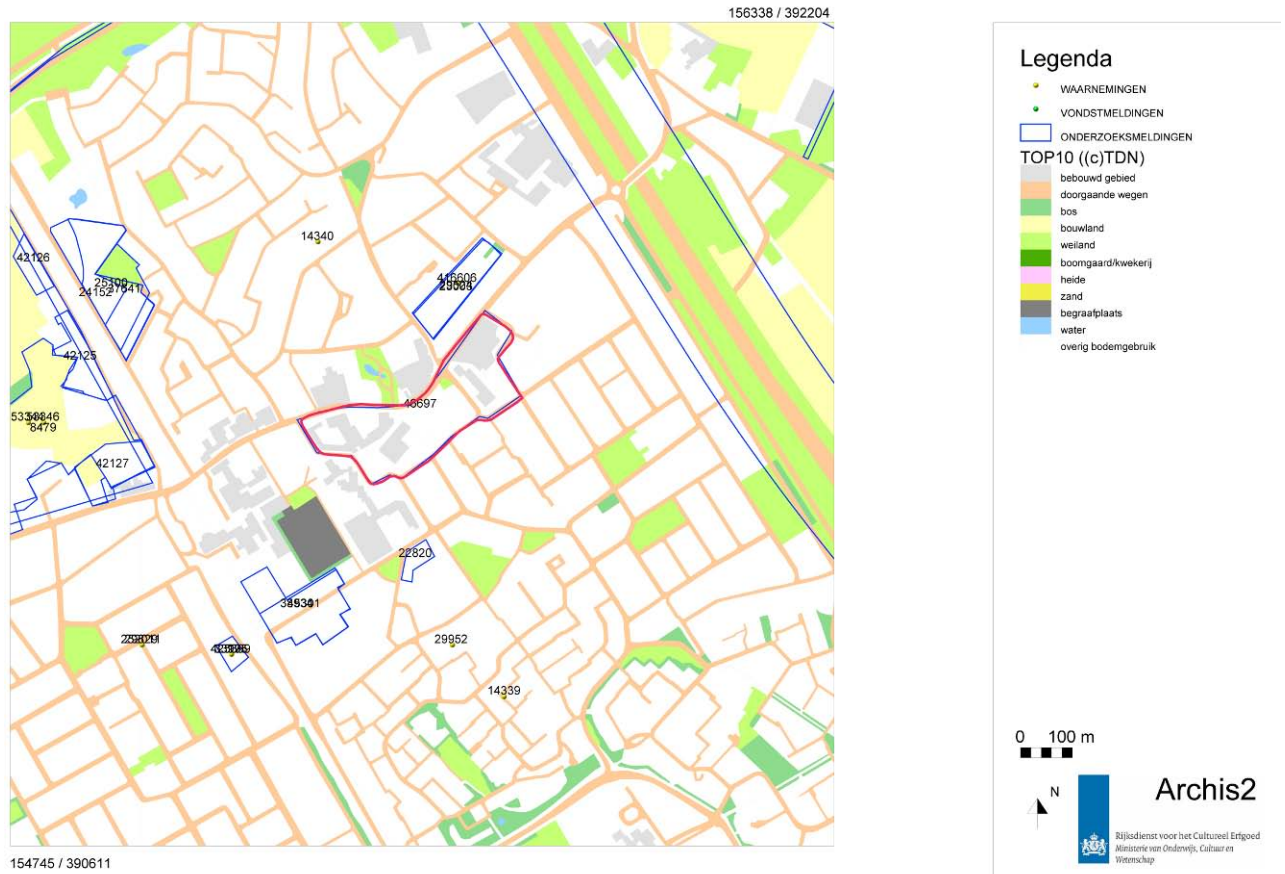 156338 / 392204
Legenda
WAARNEMINGEN
VONDSTMELDINGEN
ONDERZOEKSMELDINGEN
TOP10 ((c)TDN)
bebouwd gebied
doorgaande wegen
bos
bouwland
weiland
boomgaard/kwekerij
heide
zand
begraafplaats
water
overig bodemgebruik
14340
42126
24152
42125
46697
8479
42127
22820
29952
14339
0 100 m
N
Archis2
Rijksdienst voor het Cultureel Erfgoed
Ministerie van Onderwijs, Cultuur en
Wetenschap
154745 / 390611